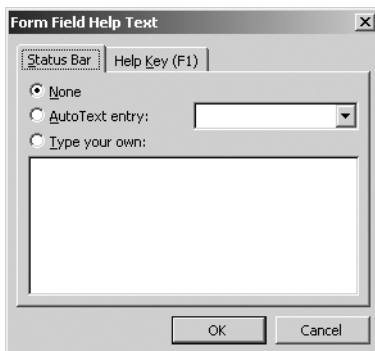 Form Field Help Text
Status Bar Help Key (F1)
None
AutoText entry:
Type your own:
OK Cancel